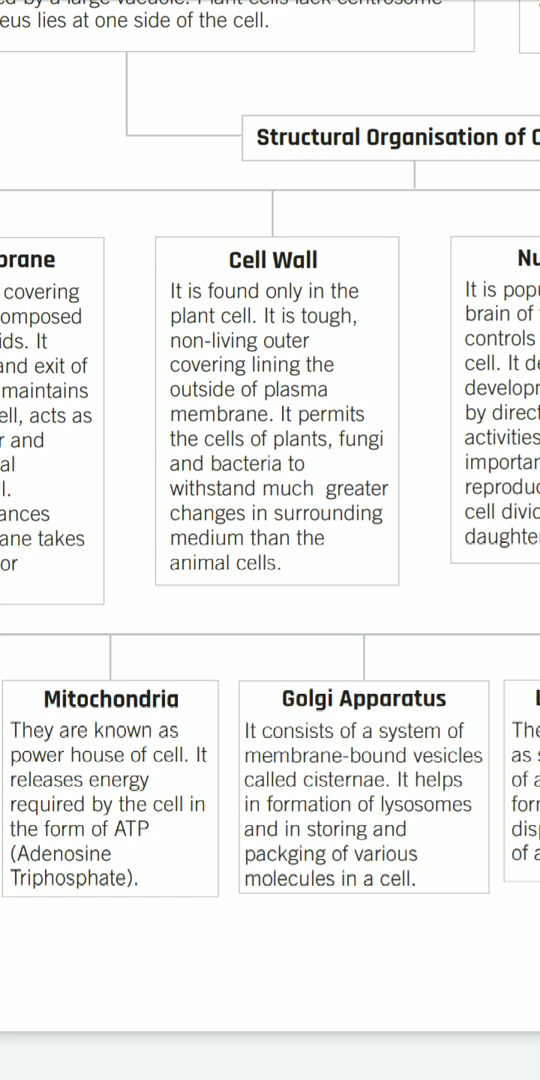 eus lies at one side of the cell.
Structural Organisation of
brane
covering
omposed
ids. It
and exit of
maintains
ell, acts as
r and
al
l.
ances
ane takes
or
Cell Wall
It is found only in the
plant cell. It is tough,
non-living outer
covering lining the
outside of plasma
membrane. It permits
the cells of plants, fungi
and bacteria to
withstand much greater
changes in surrounding
medium than the
animal cells.
Nu
It is popu
brain of
controls
cell. It de
developm
by direct
activities
importan
reproduc
cell divid
daughte
Mitochondria
They are known as
power house of cell. It
releases energy
required by the cell in
the form of ATP
(Adenosine
Triphosphate).
Golgi Apparatus
It consists of a system of
membrane-bound vesicles
called cisternae. It helps
in formation of lysosomes
and in storing and
packging of various
molecules in a cell.
The
as
of a
for
disp
of a